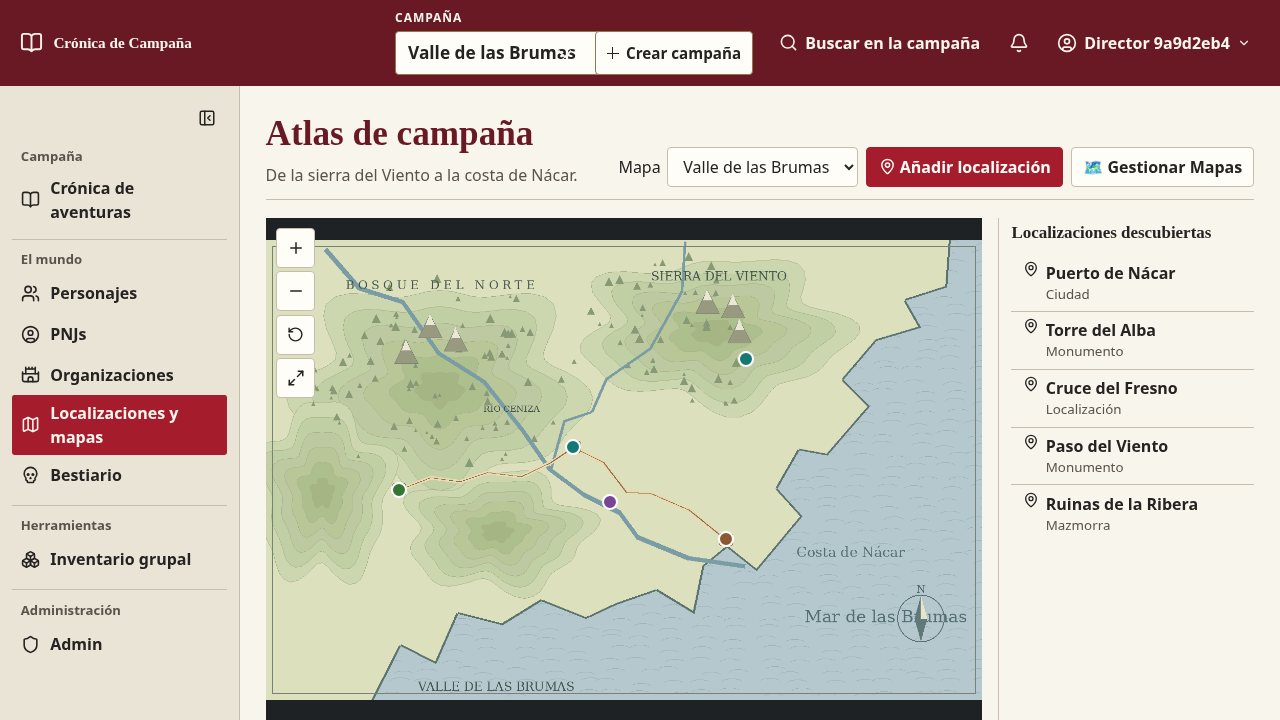 Crónica de Campaña
CAMPAÑA
Valle de las Brumas
Crear campaña
Buscar en la campaña
Director 9a9d2eb4
Campaña
Crónica de
aventuras
El mundo
Personajes
PNJs
Organizaciones
Localizaciones y
mapas
Bestiario
Herramientas
Inventario grupal
Administración
Admin
Atlas de campaña
De la sierra del Viento a la costa de Nácar.
Mapa
Valle de las Brumas
Añadir localización
Gestionar Mapas
BOSQUE DEL NORTE
SIERRA DEL VIENTO
RÍO CENIZA
Costa de Nácar
N
Mar de las Brumas
VALLE DE LAS BRUMAS
Localizaciones descubiertas
Puerto de Nácar
Ciudad
Torre del Alba
Monumento
Cruce del Fresno
Localización
Paso del Viento
Monumento
Ruinas de la Ribera
Mazmorra